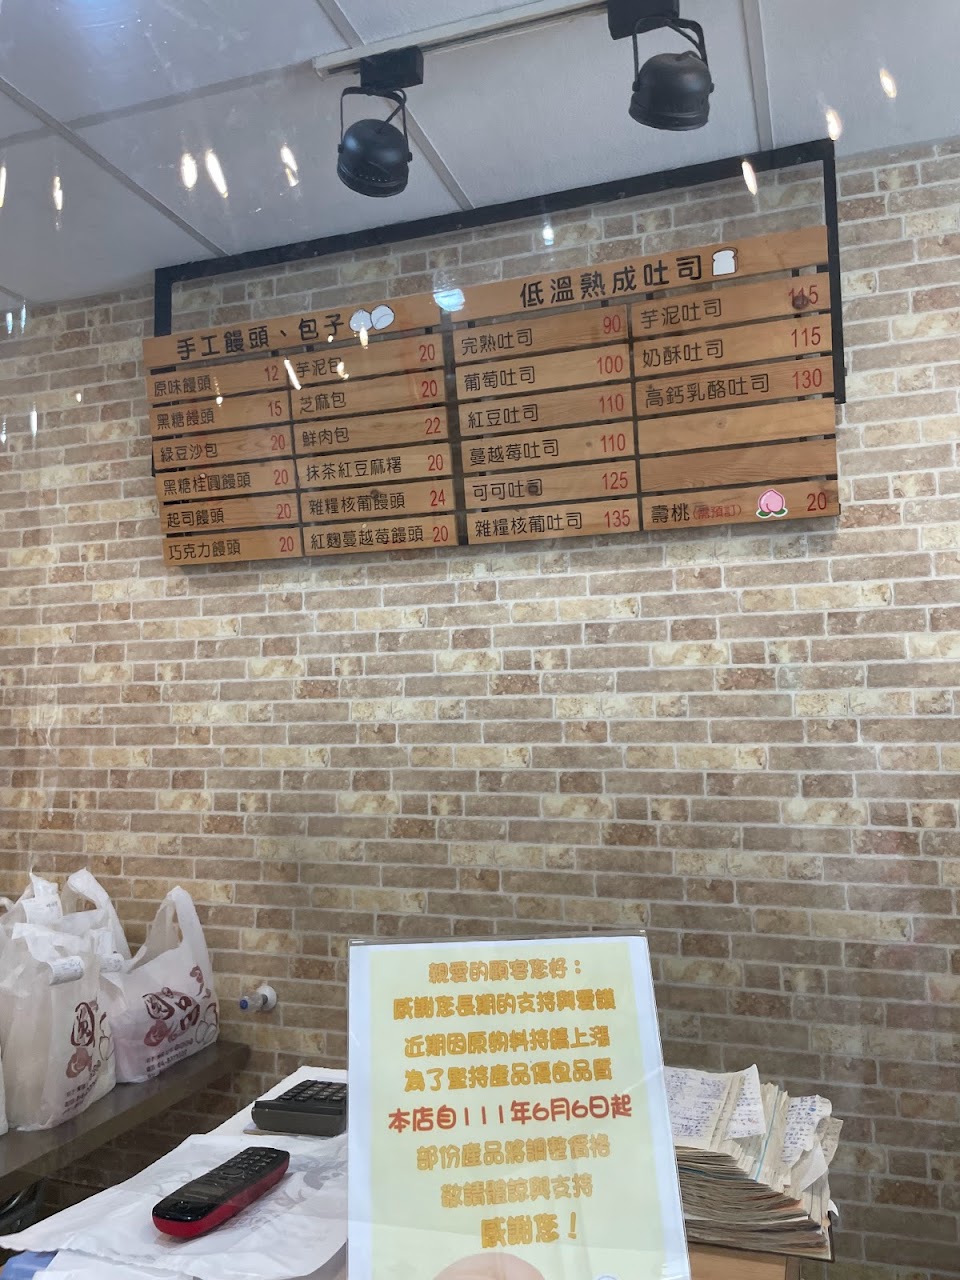 手工饅頭、包子
原味饅頭 12
黑糖饅頭 15
綠豆沙包 20
黑糖桂圓饅頭 20
起司饅頭 20
巧克力饅頭 20
芋泥包 20
芝麻包 20
鮮肉包 22
抹茶紅豆麻糬 20
雜糧核葡饅頭 24
紅麴蔓越莓饅頭 20
低溫熟成吐司
完熟吐司 90
葡萄吐司 100
紅豆吐司 110
蔓越莓吐司 110
可可吐司 125
雜糧核葡吐司 135
芋泥吐司 115
奶酥吐司 115
高鈣乳酪吐司 130
壽桃(需預訂) 20
親愛的顧客您好：
感謝您長期的支持與愛護
近期因原物料持續上漲
為了堅持產品優良品質
本店自111年6月6日起
部份產品將調整價格
敬請體諒與支持
感謝您！